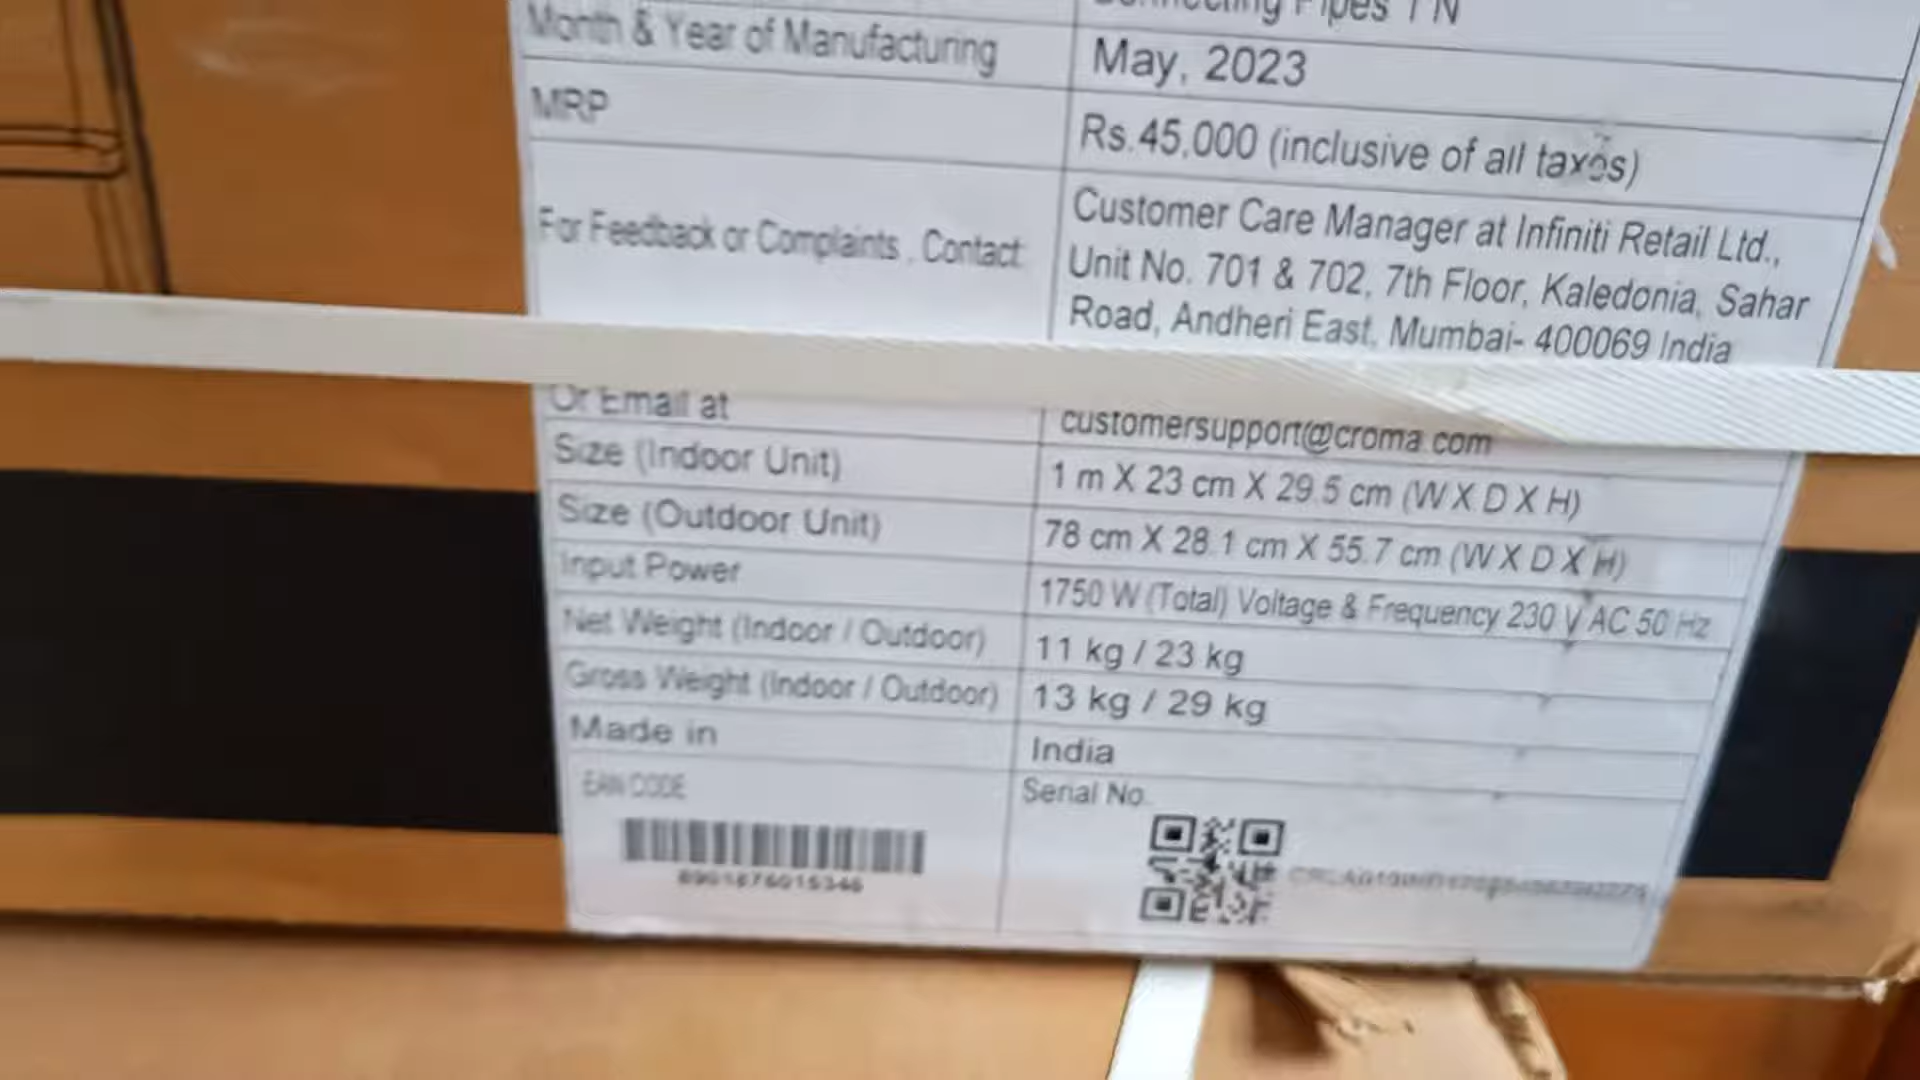 Connecting Pipes 1 N
Month & Year of Manufacturing
May, 2023
MRP
Rs.45,000 (inclusive of all taxes)
For Feedback or Complaints , Contact
Customer Care Manager at Infiniti Retail Ltd.,
Unit No. 701 & 702, 7th Floor, Kaledonia, Sahar
Road, Andheri East, Mumbai- 400069 India
Or Email at
customersupport@croma.com
Size (Indoor Unit)
1 m X 23 cm X 29.5 cm (W X D X H)
Size (Outdoor Unit)
78 cm X 28.1 cm X 55.7 cm (W X D X H)
Input Power
1750 W (Total) Voltage & Frequency 230 V AC 50 Hz
Net Weight (Indoor / Outdoor)
11 kg / 23 kg
Gross Weight (Indoor / Outdoor)
13 kg / 29 kg
Made in
India
EAN CODE
Serial No.